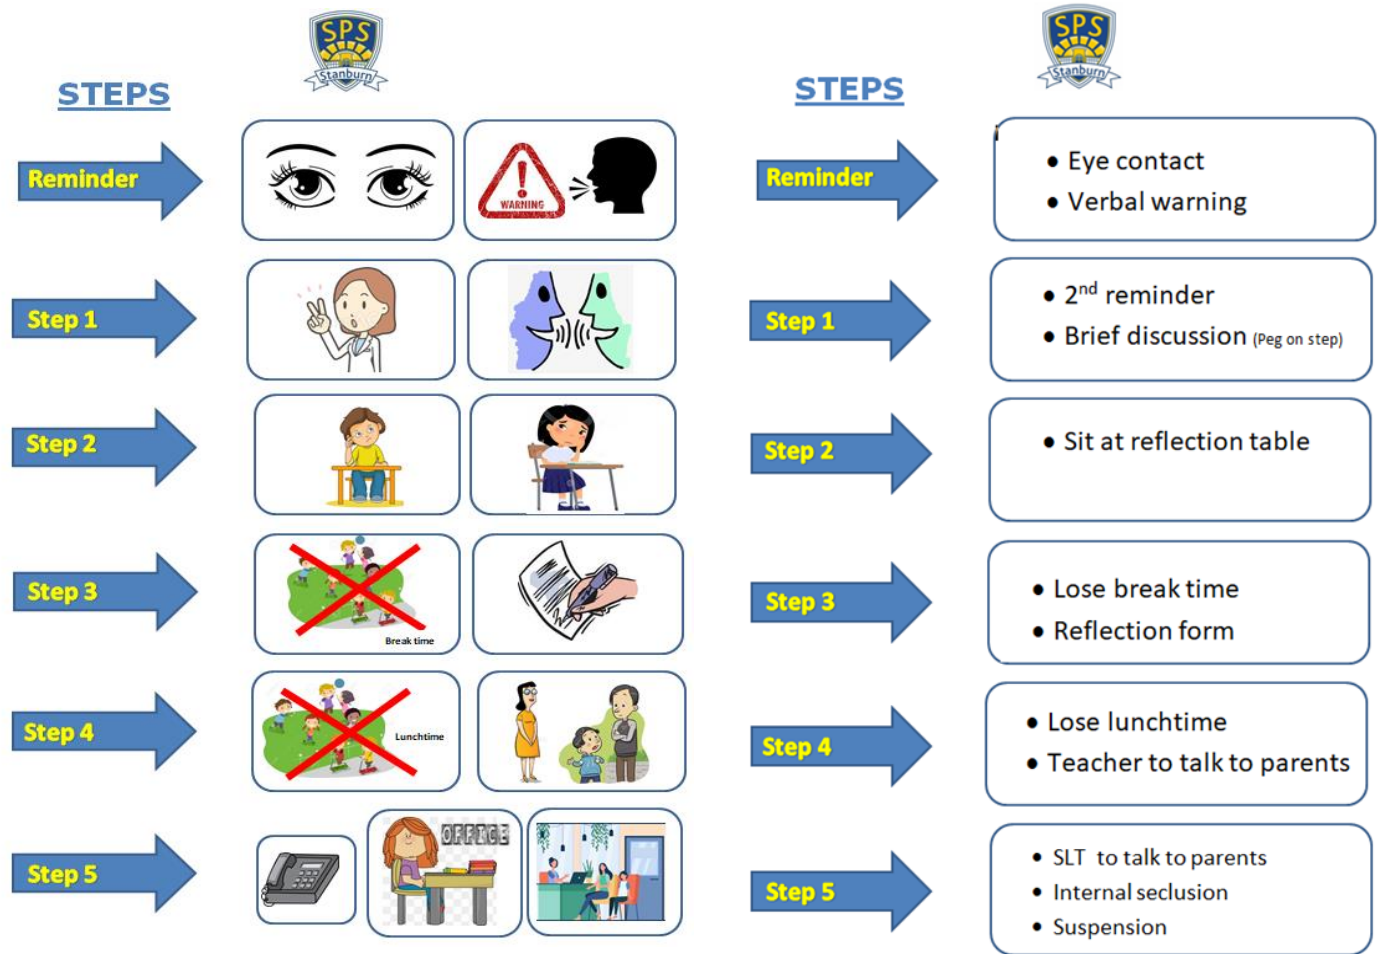 SPS
Stanburn
STEPS
Reminder
WARNING
Step 1
Step 2
Step 3
Break time
Step 4
Lunchtime
Step 5
OFFICE
SPS
Stanburn
STEPS
Reminder
• Eye contact
• Verbal warning
Step 1
• 2nd reminder
• Brief discussion (Peg on step)
Step 2
• Sit at reflection table
Step 3
• Lose break time
• Reflection form
Step 4
• Lose lunchtime
• Teacher to talk to parents
Step 5
• SLT to talk to parents
• Internal seclusion
• Suspension